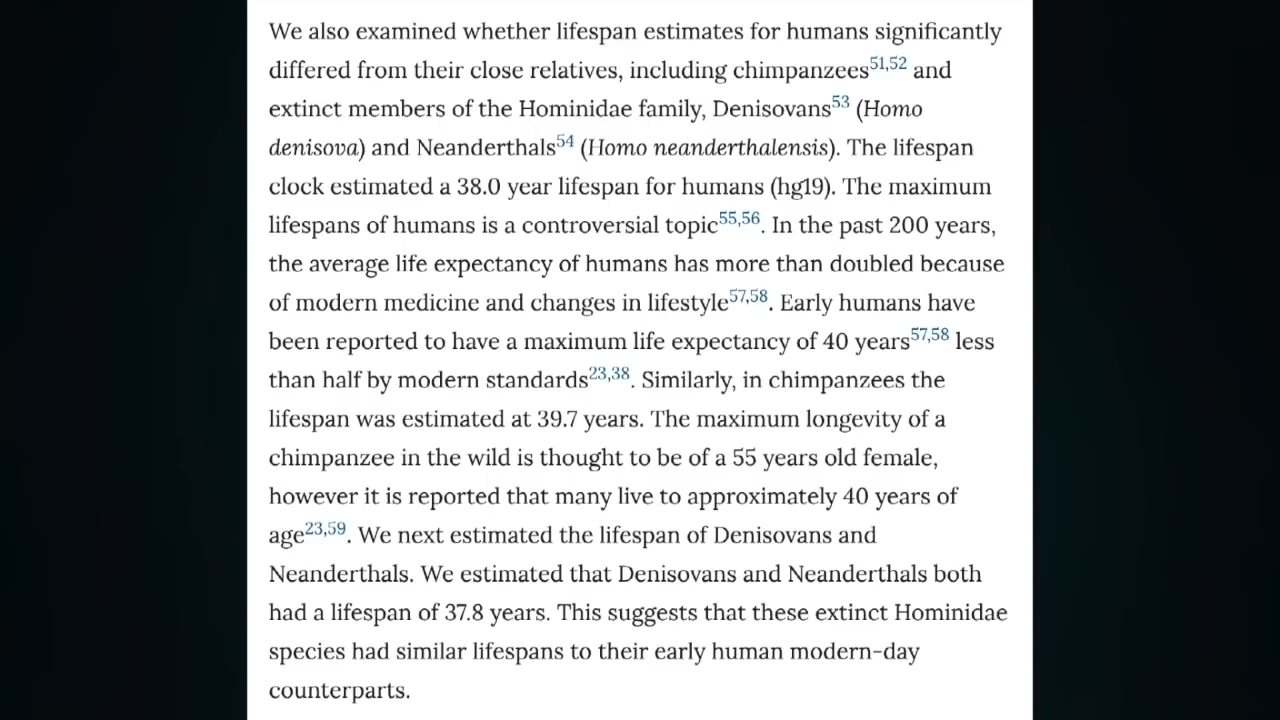 We also examined whether lifespan estimates for humans significantly
differed from their close relatives, including chimpanzees51,52 and
extinct members of the Hominidae family, Denisovans53 (Homo
denisova) and Neanderthals54 (Homo neanderthalensis). The lifespan
clock estimated a 38.0 year lifespan for humans (hg19). The maximum
lifespans of humans is a controversial topic55,56. In the past 200 years,
the average life expectancy of humans has more than doubled because
of modern medicine and changes in lifestyle57,58. Early humans have
been reported to have a maximum life expectancy of 40 years57,58 less
than half by modern standards23,38. Similarly, in chimpanzees the
lifespan was estimated at 39.7 years. The maximum longevity of a
chimpanzee in the wild is thought to be of a 55 years old female,
however it is reported that many live to approximately 40 years of
age23,59. We next estimated the lifespan of Denisovans and
Neanderthals. We estimated that Denisovans and Neanderthals both
had a lifespan of 37.8 years. This suggests that these extinct Hominidae
species had similar lifespans to their early human modern-day
counterparts.